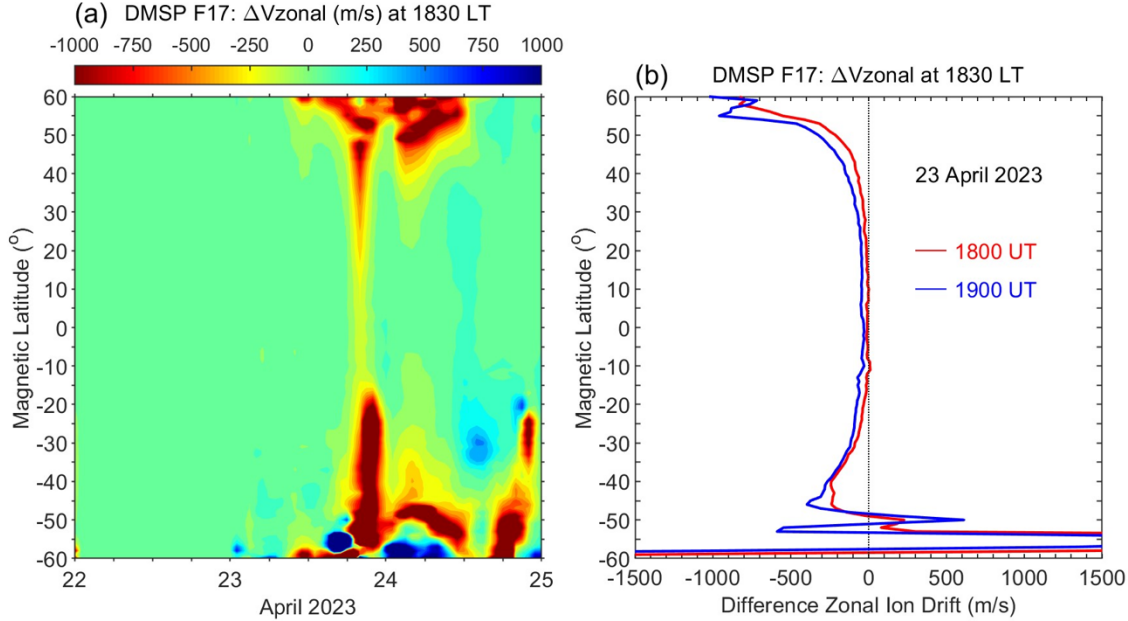 (a) DMSP F17: ΔVzonal (m/s) at 1830 LT
-1000 -750 -500 -250 0 250 500 750 1000
Magnetic Latitude (°)
60
50
40
30
20
10
0
-10
-20
-30
-40
-50
-60
22 23 24 25
April 2023
(b) DMSP F17: ΔVzonal at 1830 LT
Magnetic Latitude (°)
60
50
40
30
20
10
0
-10
-20
-30
-40
-50
-60
23 April 2023
1800 UT
1900 UT
-1500 -1000 -500 0 500 1000 1500
Difference Zonal Ion Drift (m/s)